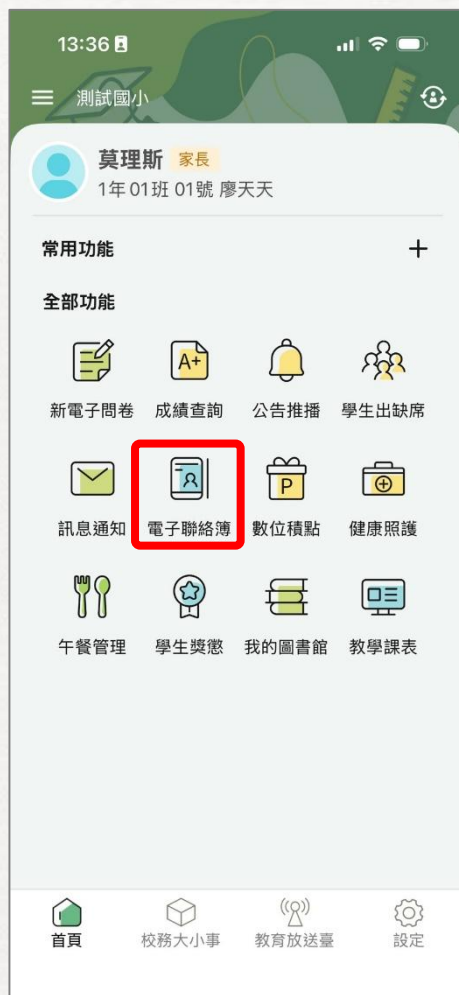 13:36
測試國小
莫理斯 家長
1年 01班 01號 廖天天
常用功能
全部功能
A+
新電子問卷 成績查詢 公告推播 學生出缺席
P
訊息通知 電子聯絡簿 數位積點 健康照護
午餐管理 學生獎懲 我的圖書館 教學課表
首頁 校務大小事 教育放送臺 設定